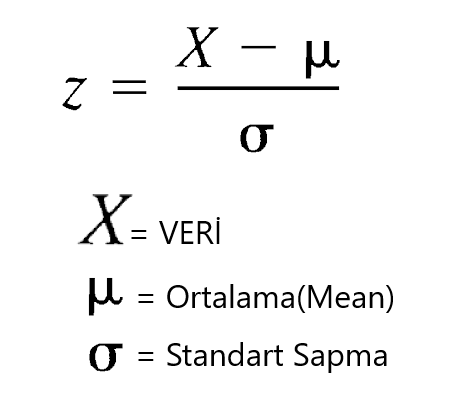 z = X − μ / σ
X = VERİ
μ = Ortalama(Mean)
σ = Standart Sapma